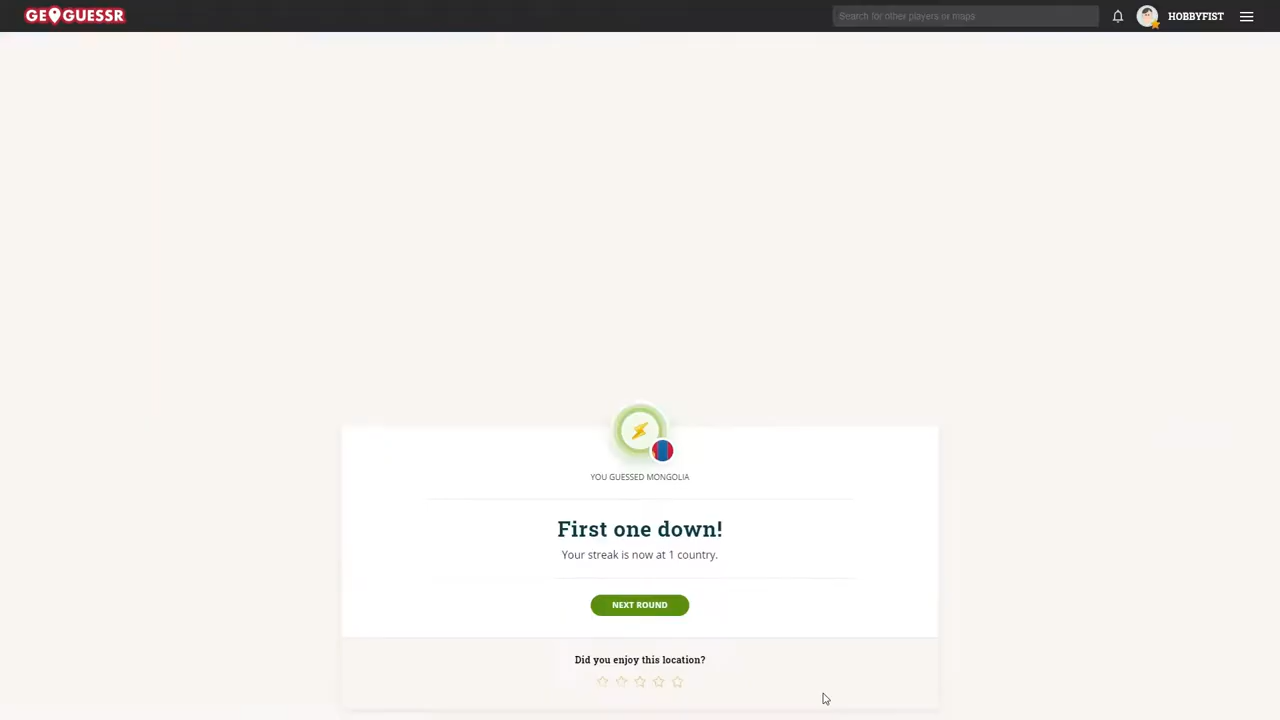 GEOGUESSR
Search for other players or maps
HOBBYFIST
YOU GUESSED MONGOLIA
First one down!
Your streak is now at 1 country.
NEXT ROUND
Did you enjoy this location?